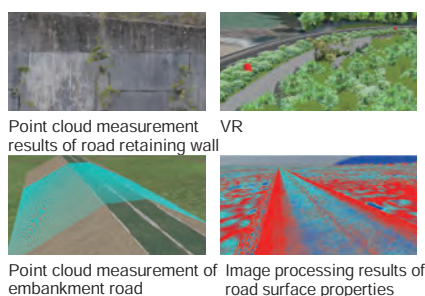 Point cloud measurement
results of road retaining wall
VR
Point cloud measurement of
embankment road
Image processing results of
road surface properties